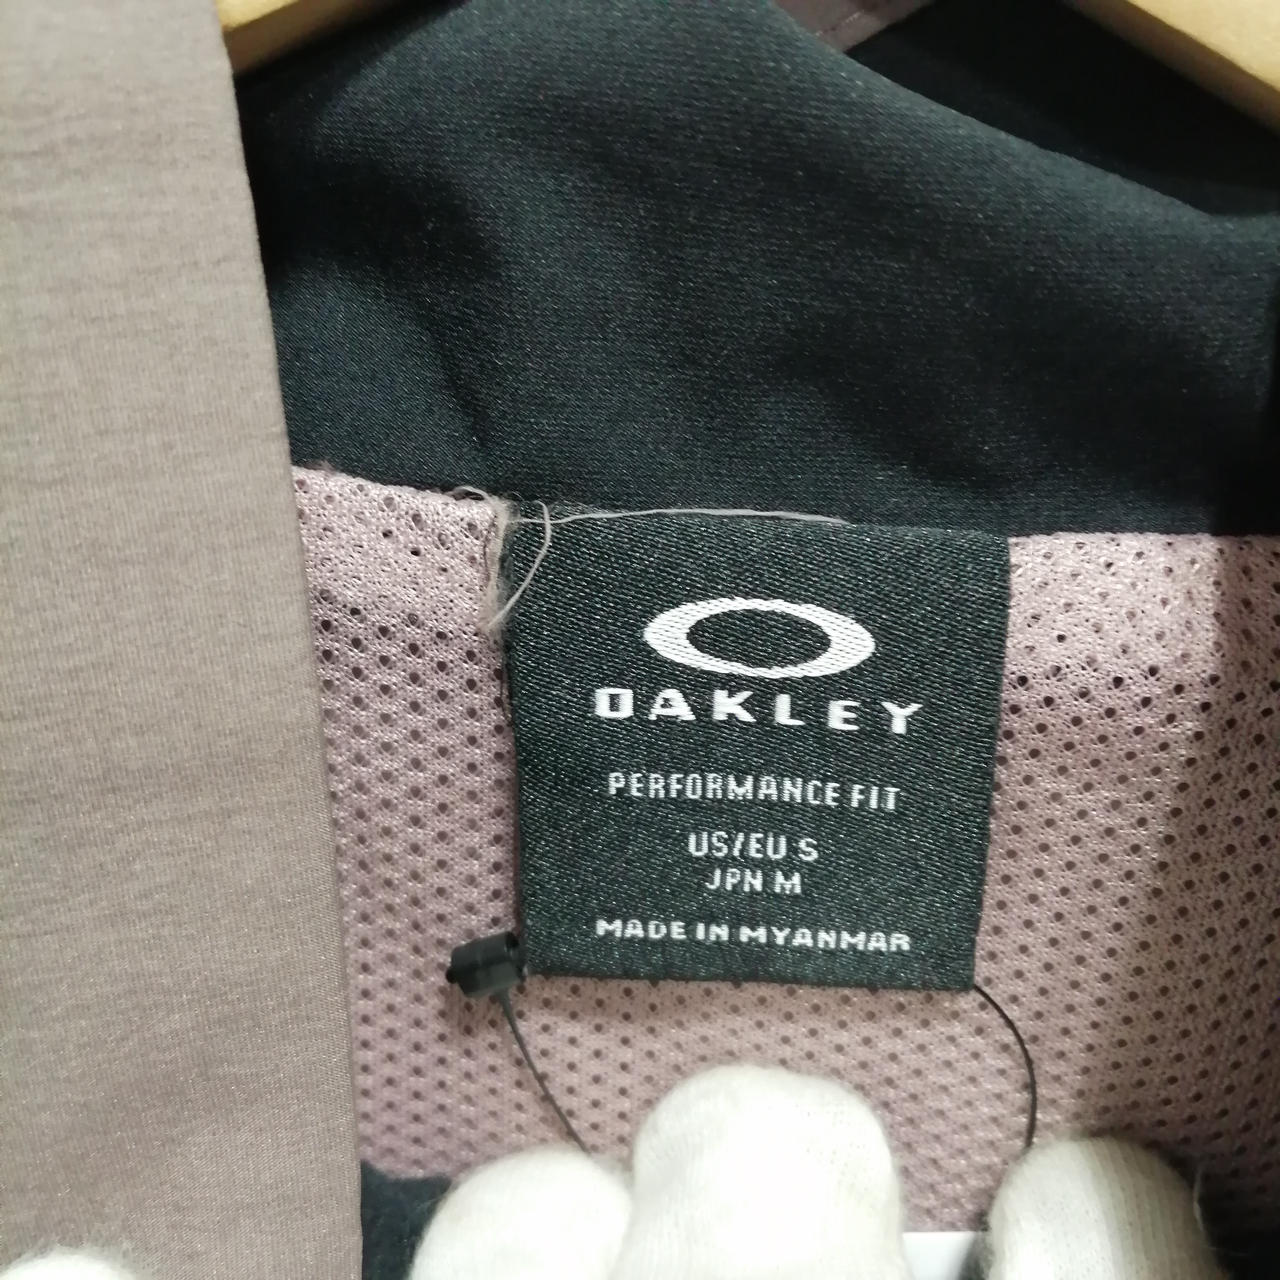 OAKLEY
PERFORMANCE FIT
US/EU S
JPN M
MADE IN MYANMAR